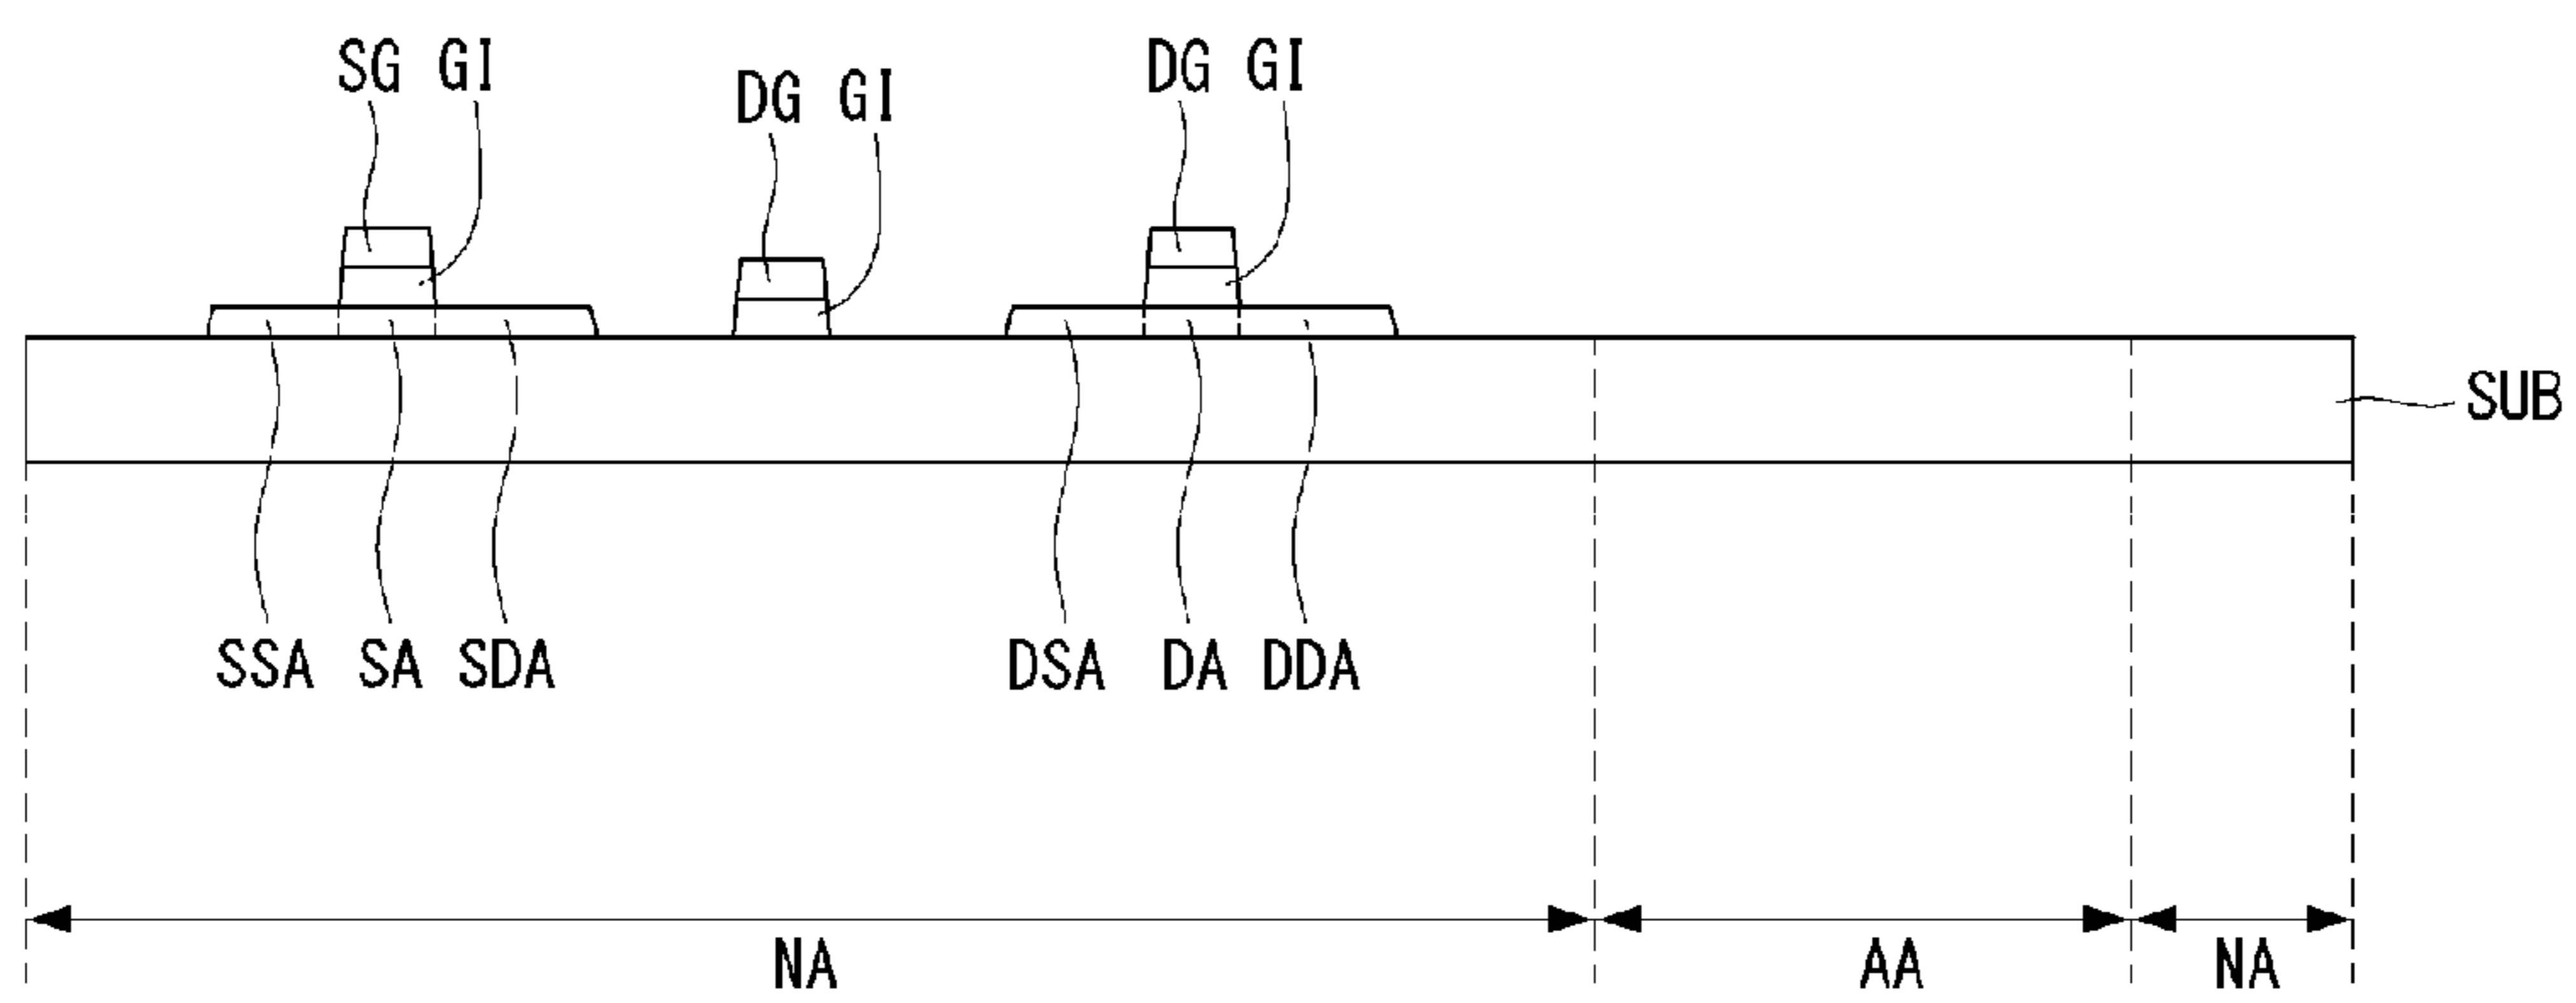 SG GI DG GI DG GI
SUB
SSA SA SDA DSA DA DDA
NA AA NA